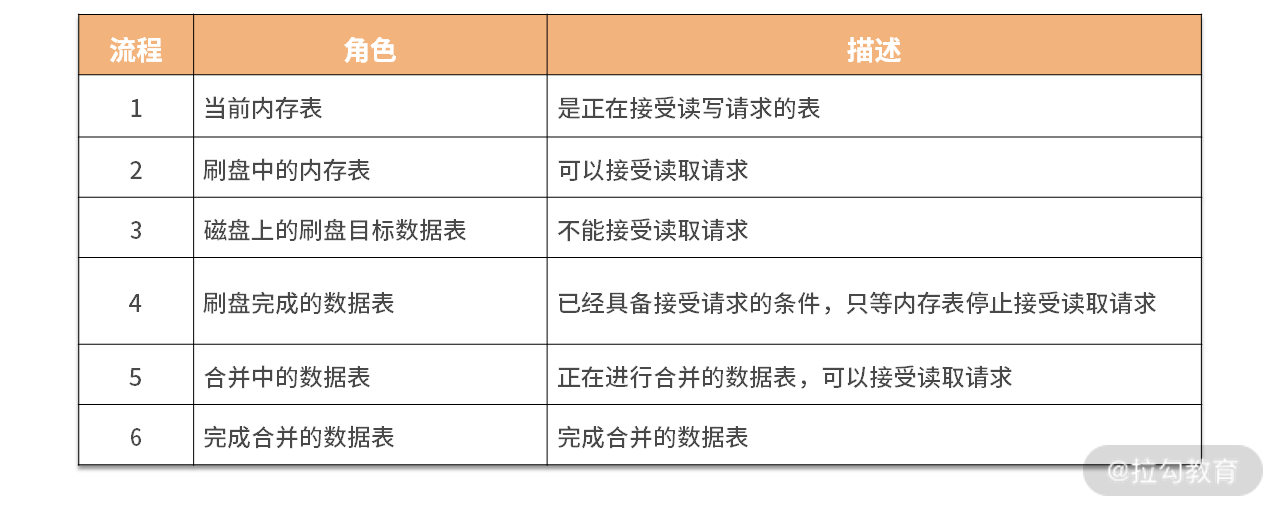 流程 角色 描述
1 当前内存表 是正在接受读写请求的表
2 刷盘中的内存表 可以接受读取请求
3 磁盘上的刷盘目标数据表 不能接受读取请求
4 刷盘完成的数据表 已经具备接受请求的条件，只等内存表停止接受读取请求
5 合并中的数据表 正在进行合并的数据表，可以接受读取请求
6 完成合并的数据表 完成合并的数据表
@拉勾教育